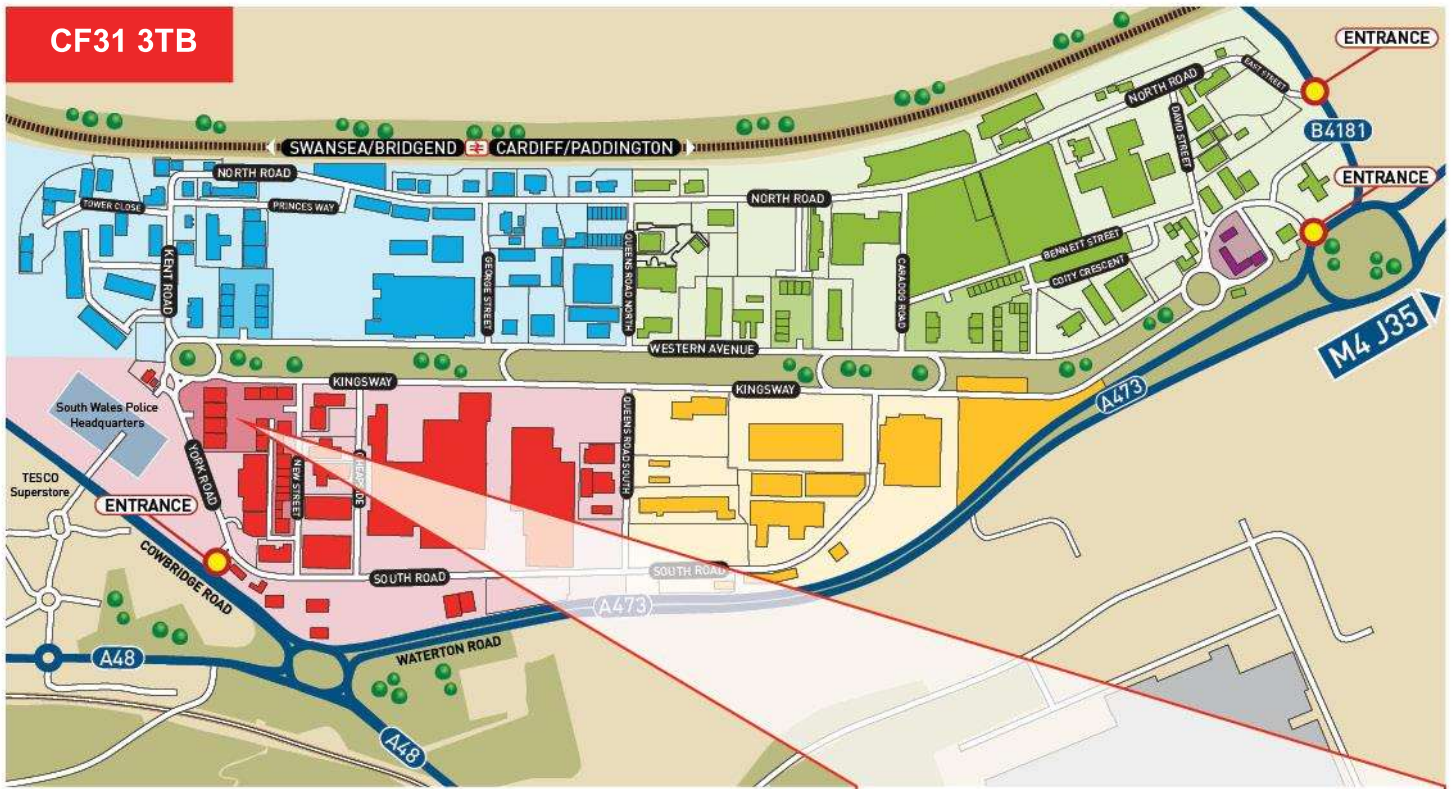 CF31 3TB
ENTRANCE
EAST STREET
NORTH ROAD
B4181
DAVID STREET
SWANSEA/BRIDGEND CARDIFF/PADDINGTON
NORTH ROAD
ENTRANCE
TOWER CLOSE
PRINCES WAY
NORTH ROAD
KENT ROAD
GEORGE STREET
QUEENS ROAD NORTH
CARADOG ROAD
BENNETT STREET
COITY CRESCENT
M4 J35
WESTERN AVENUE
KINGSWAY
KINGSWAY
A473
South Wales Police
Headquarters
YORK ROAD
NEW STREET
CHEAPSIDE
QUEENS ROAD SOUTH
TESCO
Superstore
ENTRANCE
COWBRIDGE ROAD
SOUTH ROAD
SOUTH ROAD
A473
WATERTON ROAD
A48
A48